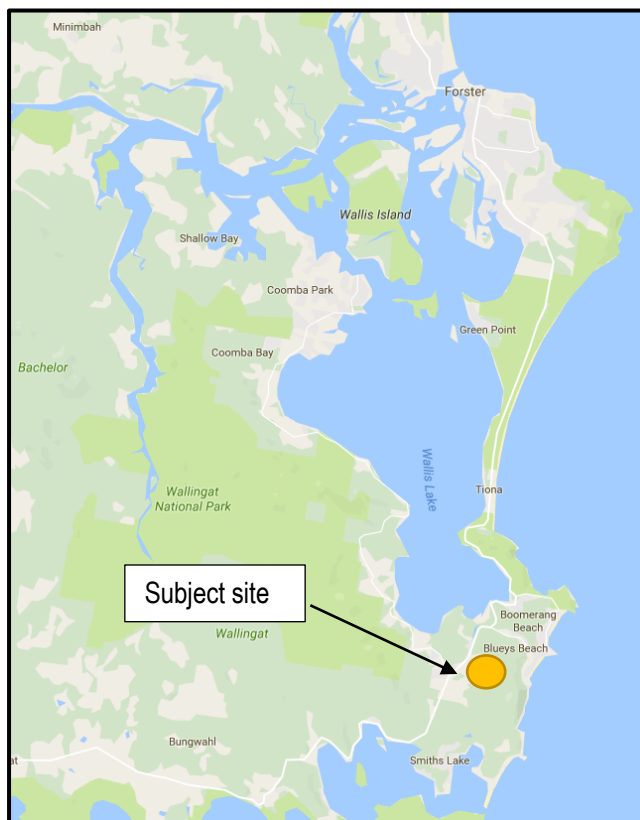 Minimbah
Forster
Wallis Island
Shallow Bay
Coomba Park
Green Point
Coomba Bay
Bachelor
Wallis Lake
Tiona
Wallingat
National Park
Subject site
Boomerang
Beach
Wallingat
Blueys Beach
Bungwahl
at
Smiths Lake